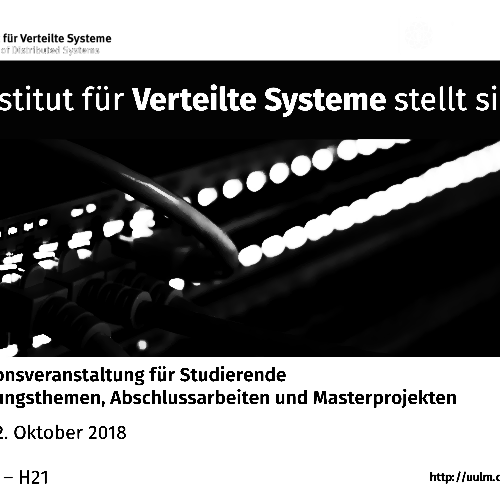 für Verteilte Systeme
of Distributed Systems
stitut für Verteilte Systeme stellt si
onsveranstaltung für Studierende
ungsthemen, Abschlussarbeiten und Masterprojekten
2. Oktober 2018
– H21
http://uulm.